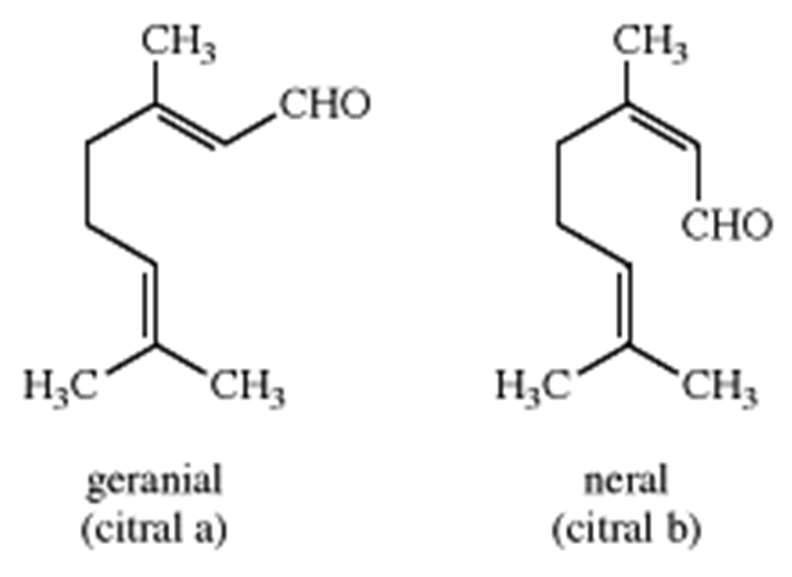 CH₃
CHO
H₃C
CH₃
geranial
(citral a)
CH₃
CHO
H₃C
CH₃
neral
(citral b)